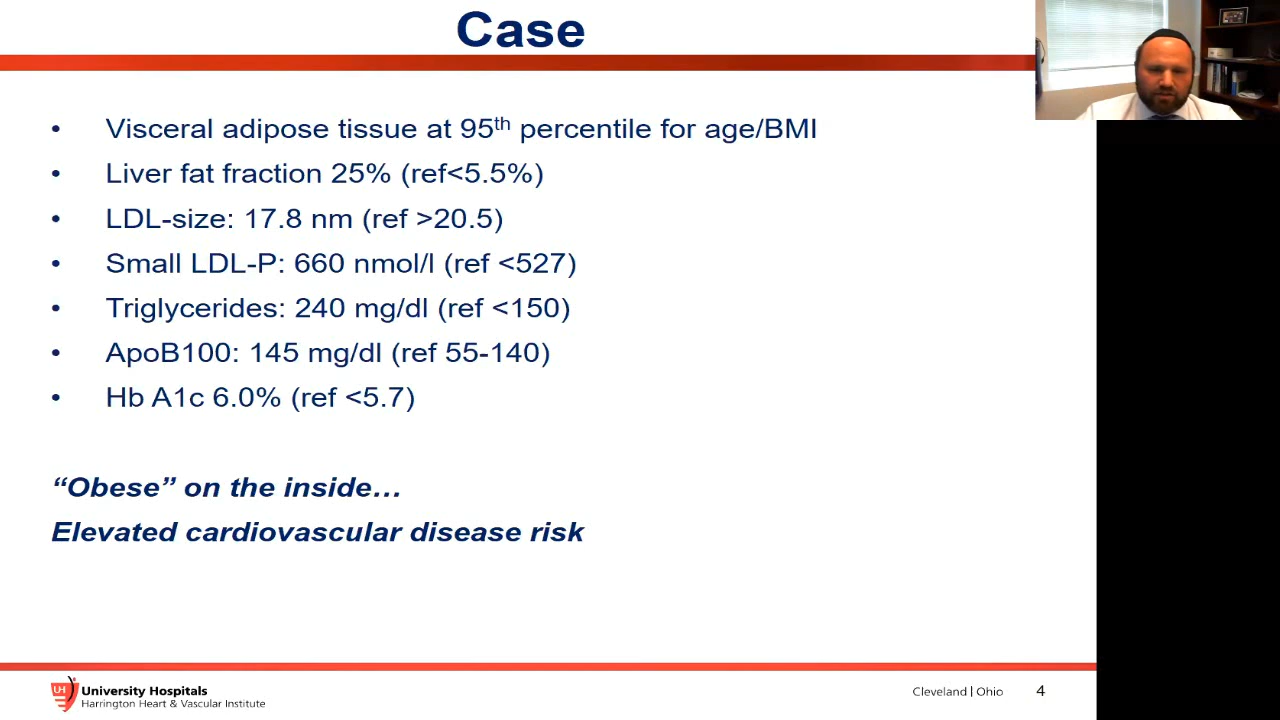 Case
• Visceral adipose tissue at 95th percentile for age/BMI
• Liver fat fraction 25% (ref<5.5%)
• LDL-size: 17.8 nm (ref >20.5)
• Small LDL-P: 660 nmol/l (ref <527)
• Triglycerides: 240 mg/dl (ref <150)
• ApoB100: 145 mg/dl (ref 55-140)
• Hb A1c 6.0% (ref <5.7)
“Obese” on the inside…
Elevated cardiovascular disease risk
UH
University Hospitals
Harrington Heart & Vascular Institute
Cleveland | Ohio 4